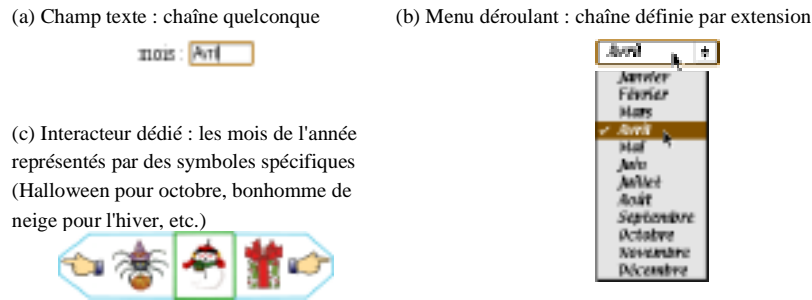 (a) Champ texte : chaîne quelconque
mois : Avril
(b) Menu déroulant : chaîne définie par extension
Avril
Janvier
Février
Mars
✓ Avril
Mai
Juin
Juillet
Août
Septembre
Octobre
Novembre
Décembre
(c) Interacteur dédié : les mois de l'année
représentés par des symboles spécifiques
(Halloween pour octobre, bonhomme de
neige pour l'hiver, etc.)